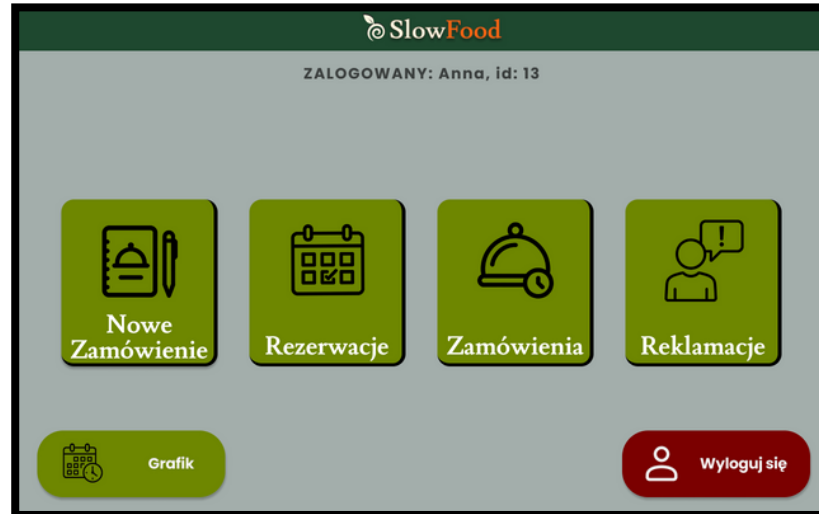 SlowFood
ZALOGOWANY: Anna, id: 13
Nowe
Zamówienie
Rezerwacje
Zamówienia
Reklamacje
Grafik
Wyloguj się